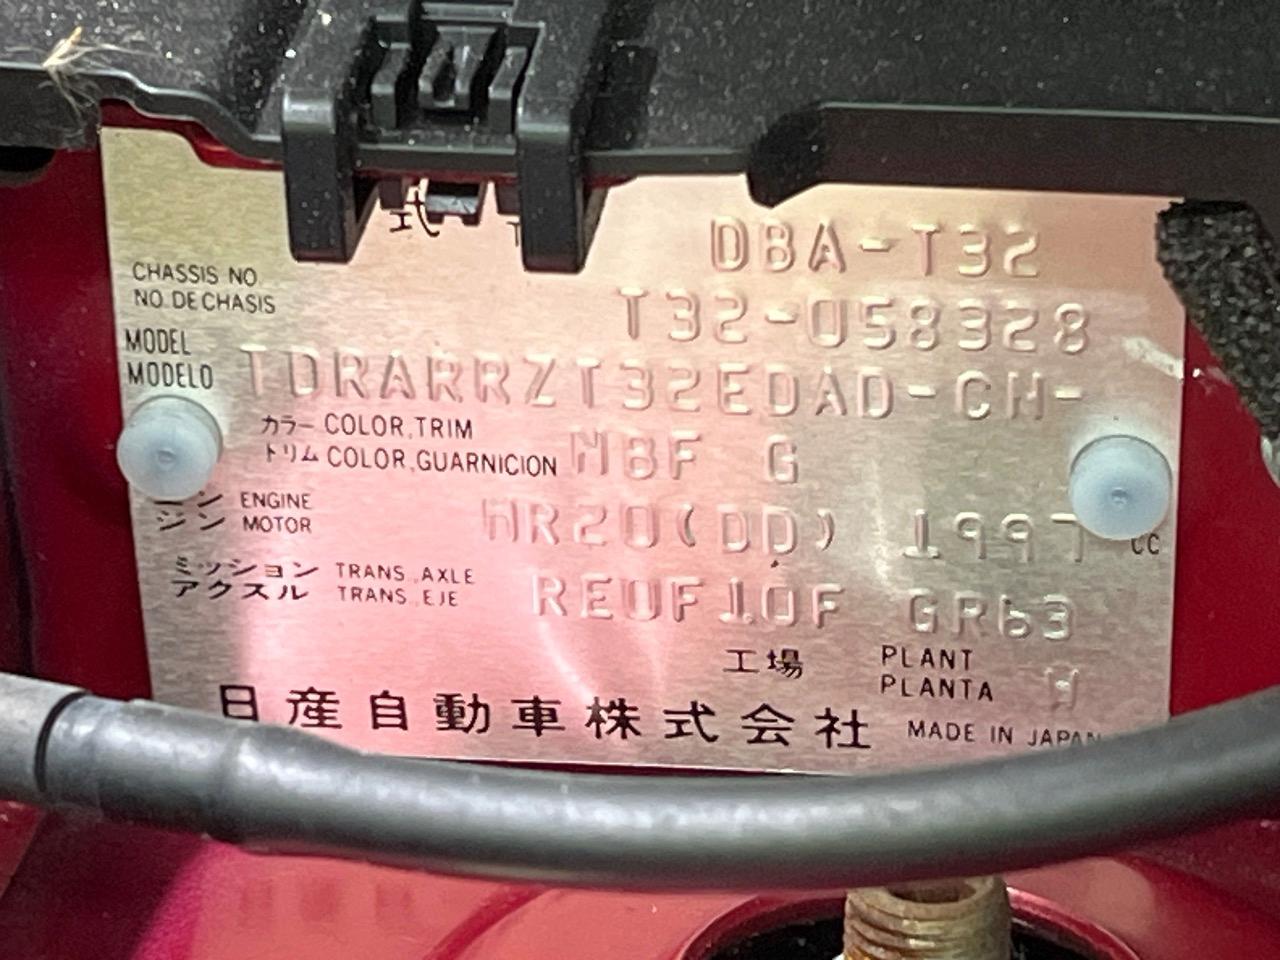 式 DBA-T32
CHASSIS NO
NO. DE CHASIS T32-058328
MODEL
MODELO TDRARRZT32EDAD-CH-
カラー COLOR,TRIM
トリム COLOR,GUARNICION G
ン ENGINE
ジン MOTOR MR20(DD) 1997 CC
ミッション TRANS.,AXLE
アクスル TRANS.,EJE RE0F10F GR63
工場 PLANT
PLANTA
日産自動車株式会社 MADE IN JAPAN